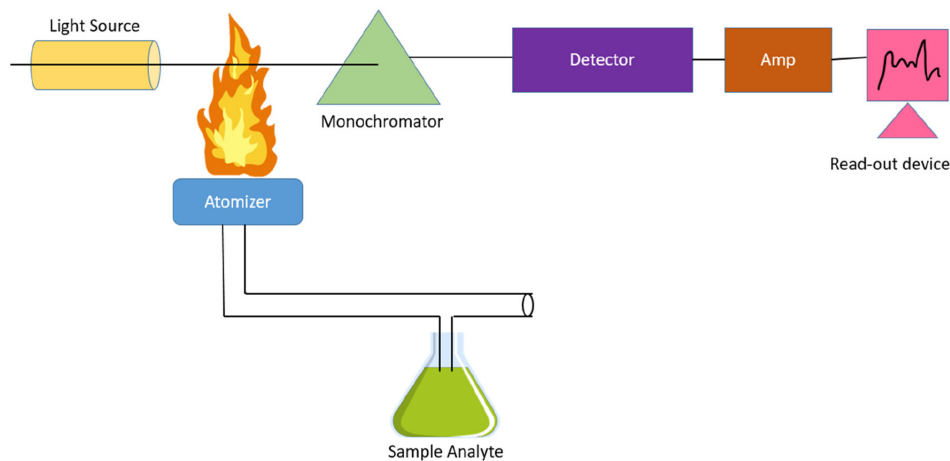 Light Source
Monochromator
Detector
Amp
Read-out device
Atomizer
Sample Analyte